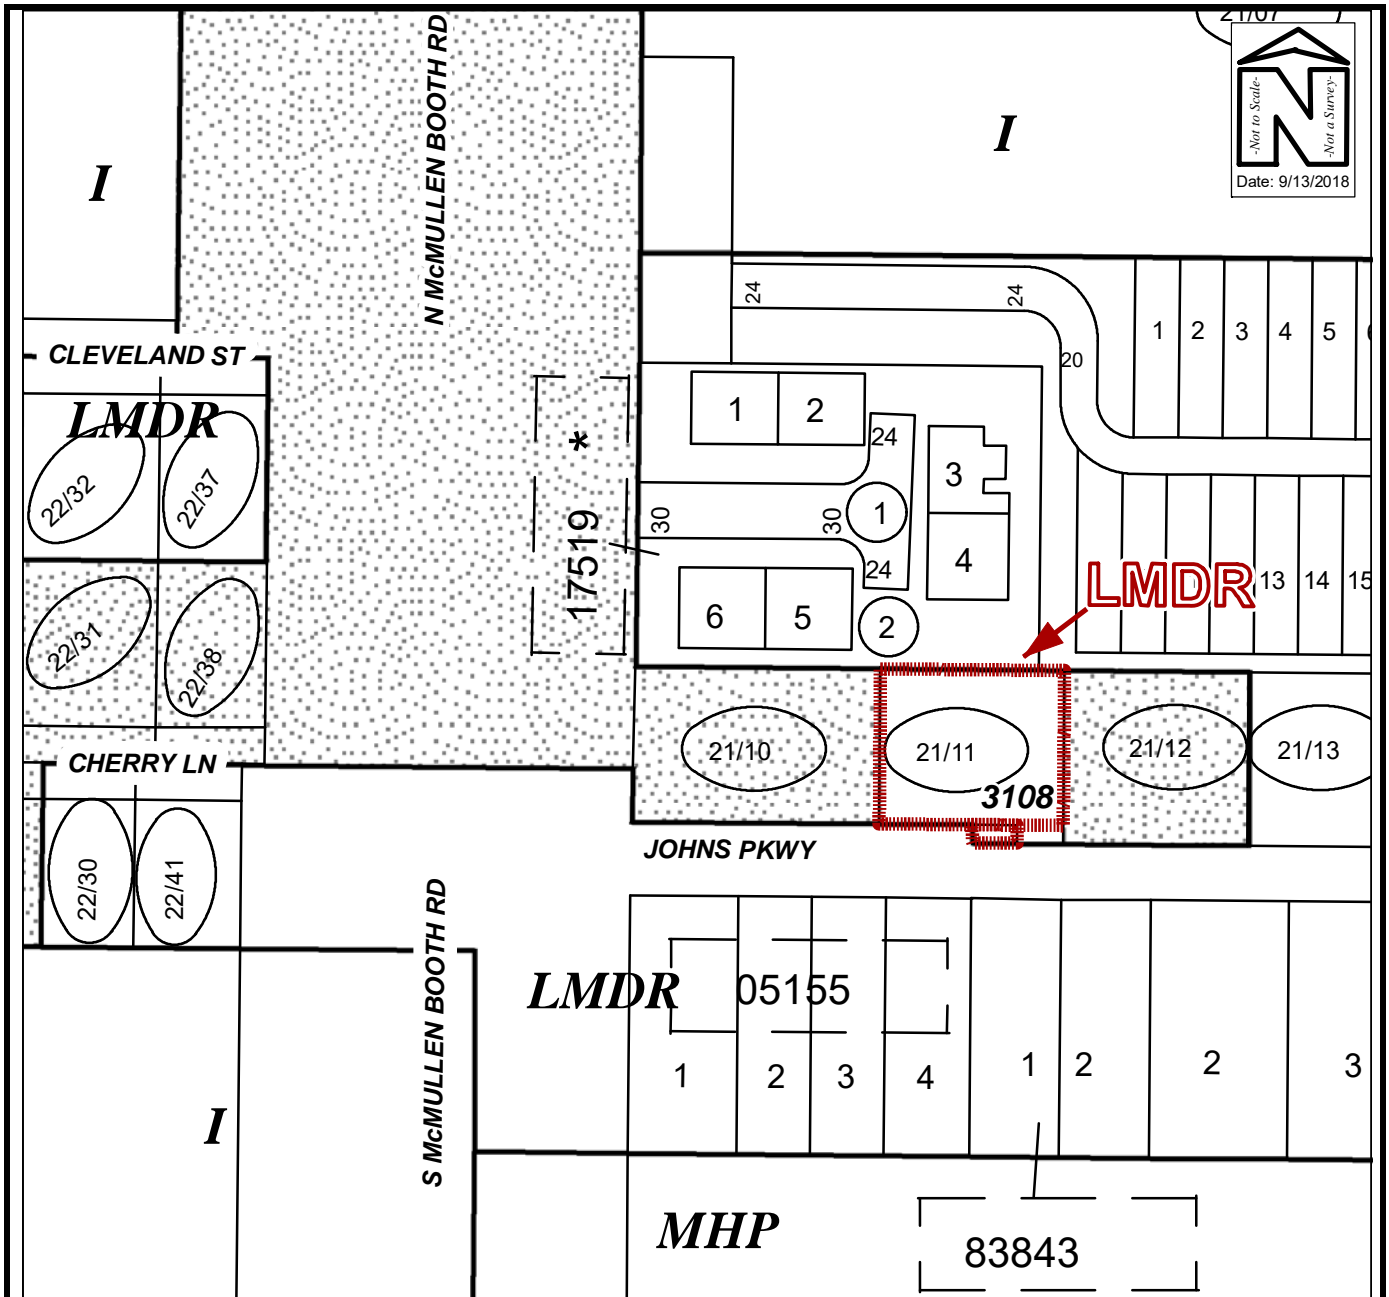 21/07
-Not to Scale-
-Not a Survey-
Date: 9/13/2018
N McMULLEN BOOTH RD
I
I
CLEVELAND ST
LMDR
22/32
22/37
22/31
22/38
24
24
20
1 2 3 4 5
1 2
24
3
*
17519
30
30
1
24
4
6 5
2
LMDR
13 14 15
21/10
21/11
21/12
21/13
3108
CHERRY LN
22/30
22/41
JOHNS PKWY
S McMULLEN BOOTH RD
LMDR
05155
1 2 3 4 1 2 2 3
I
MHP
83843